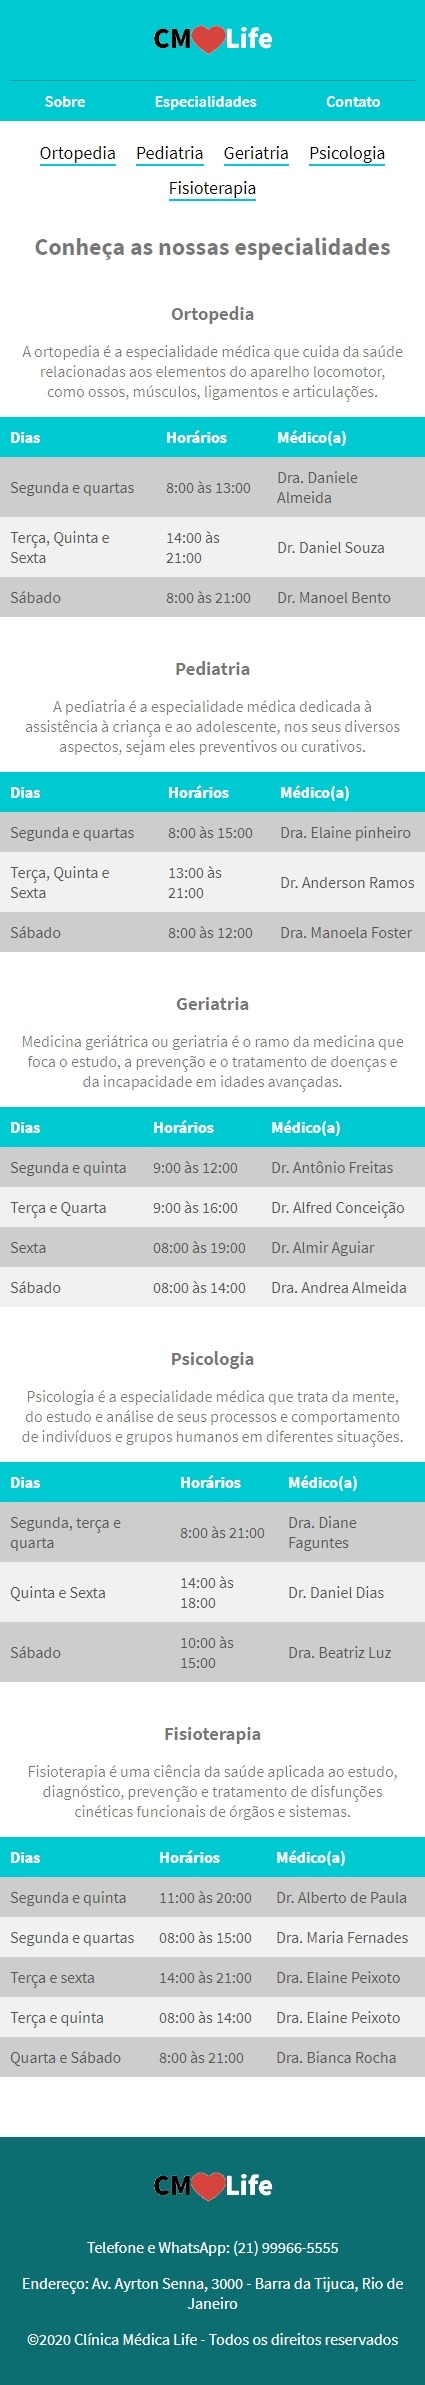 CM Life
Sobre Especialidades Contato
Ortopedia Pediatria Geriatria Psicologia
Fisioterapia
Conheça as nossas especialidades
Ortopedia
A ortopedia é a especialidade médica que cuida da saúde
relacionadas aos elementos do aparelho locomotor,
como ossos, músculos, ligamentos e articulações.
Dias Horários Médico(a)
Segunda e quartas 8:00 às 13:00 Dra. Daniele
Almeida
Terça, Quinta e 14:00 às Dr. Daniel Souza
Sexta 21:00
Sábado 8:00 às 21:00 Dr. Manoel Bento
Pediatria
A pediatria é a especialidade médica dedicada à
assistência à criança e ao adolescente, nos seus diversos
aspectos, sejam eles preventivos ou curativos.
Dias Horários Médico(a)
Segunda e quartas 8:00 às 15:00 Dra. Elaine pinheiro
Terça, Quinta e 13:00 às Dr. Anderson Ramos
Sexta 21:00
Sábado 8:00 às 12:00 Dra. Manoela Foster
Geriatria
Medicina geriátrica ou geriatria é o ramo da medicina que
foca o estudo, a prevenção e o tratamento de doenças e
da incapacidade em idades avançadas.
Dias Horários Médico(a)
Segunda e quinta 9:00 às 12:00 Dr. Antônio Freitas
Terça e Quarta 9:00 às 16:00 Dr. Alfred Conceição
Sexta 08:00 às 19:00 Dr. Almir Aguiar
Sábado 08:00 às 14:00 Dra. Andrea Almeida
Psicologia
Psicologia é a especialidade médica que trata da mente,
do estudo e análise de seus processos e comportamento
de indivíduos e grupos humanos em diferentes situações.
Dias Horários Médico(a)
Segunda, terça e 8:00 às 21:00 Dra. Diane
quarta Faguntes
Quinta e Sexta 14:00 às Dr. Daniel Dias
18:00
Sábado 10:00 às Dra. Beatriz Luz
15:00
Fisioterapia
Fisioterapia é uma ciência da saúde aplicada ao estudo,
diagnóstico, prevenção e tratamento de disfunções
cinéticas funcionais de órgãos e sistemas.
Dias Horários Médico(a)
Segunda e quinta 11:00 às 20:00 Dr. Alberto de Paula
Segunda e quartas 08:00 às 15:00 Dra. Maria Fernades
Terça e sexta 14:00 às 21:00 Dra. Elaine Peixoto
Terça e quinta 08:00 às 14:00 Dra. Elaine Peixoto
Quarta e Sábado 8:00 às 21:00 Dra. Bianca Rocha
CM Life
Telefone e WhatsApp: (21) 99966-5555
Endereço: Av. Ayrton Senna, 3000 - Barra da Tijuca, Rio de
Janeiro
©2020 Clínica Médica Life - Todos os direitos reservados